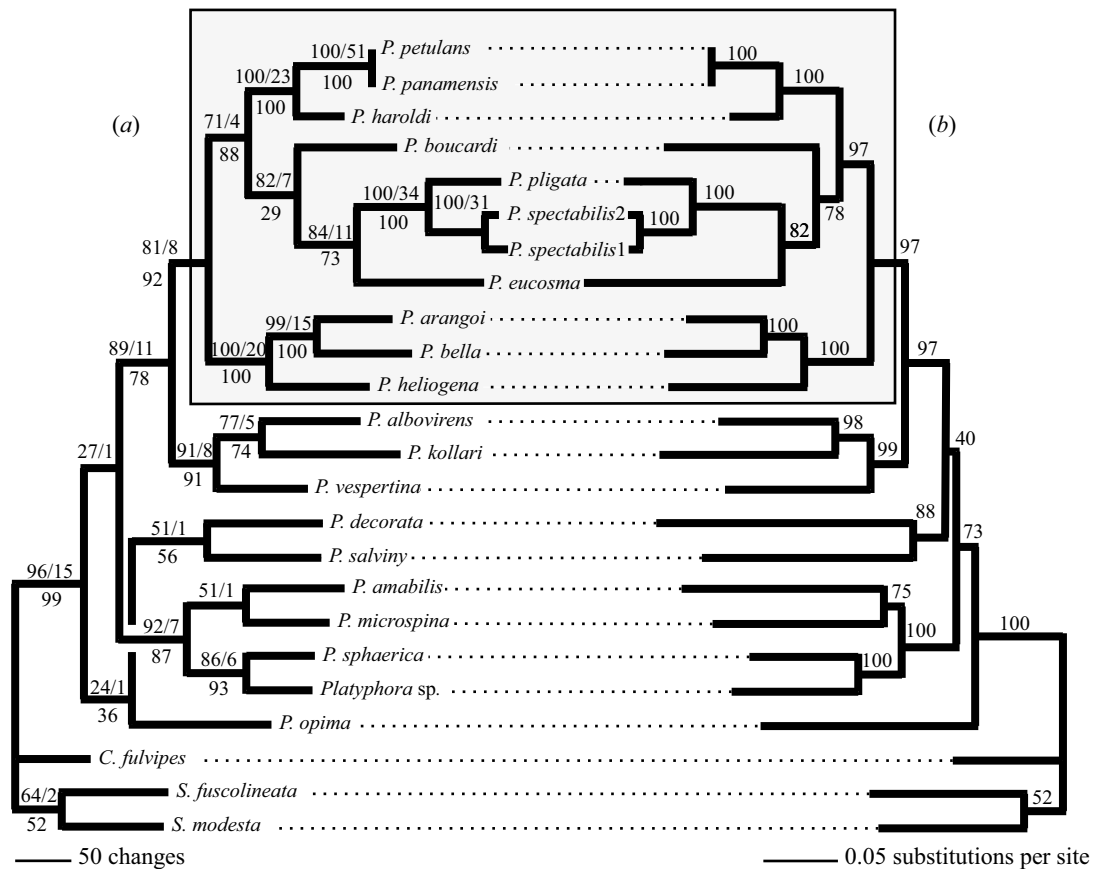 100/51 P. petulans 100
100 P. panamensis
100/23 100
100 P. haroldi
(a) 71/4 (b)
88 P. boucardi 97
82/7 100/34 P. pligata 100
29 100 100/31 P. spectabilis2 100 78
84/11 P. spectabilis1 82
73
81/8 97
92 P. eucosma
99/15 P. arangoi 100
100/20 100 P. bella 100 97
89/11 100
78 P. heliogena
77/5 P. albovirens 98
27/1 91/8 74 P. kollari 99 40
91 P. vespertina
51/1 P. decorata 88
56 P. salviny 73
96/15
99 51/1 P. amabilis 75
92/7 P. microspina 100
87 86/6 P. sphaerica 100 100
24/1 93 Platyphora sp.
36 P. opima
C. fulvipes
64/2 S. fuscolineata 52
52 S. modesta
50 changes 0.05 substitutions per site